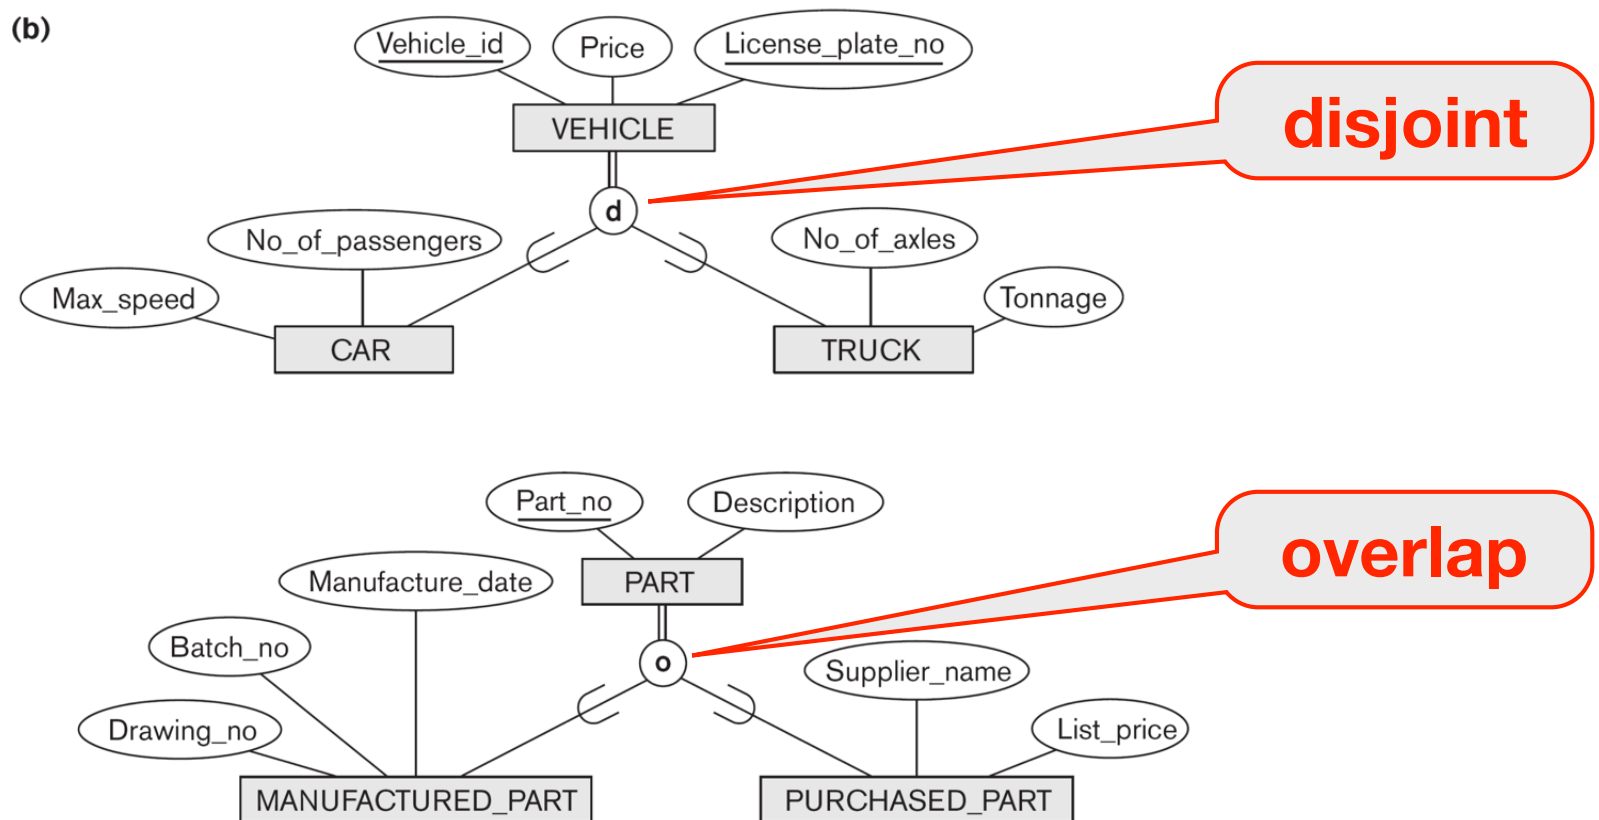 (b)
Vehicle_id
Price
License_plate_no
VEHICLE
disjoint
d
No_of_passengers
No_of_axles
Max_speed
Tonnage
CAR
TRUCK
Part_no
Description
overlap
PART
Manufacture_date
Batch_no
o
Supplier_name
Drawing_no
List_price
MANUFACTURED_PART
PURCHASED_PART